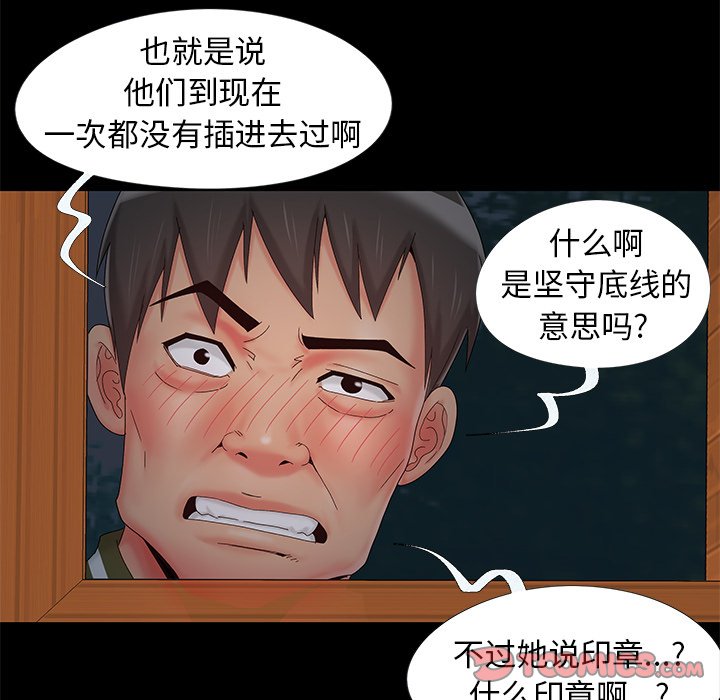 也就是说
他们到现在
一次都没有插进去过啊
什么啊
是坚守底线的
意思吗?
不过她说印章...?
TOOMICS.COM
什么印章啊...?